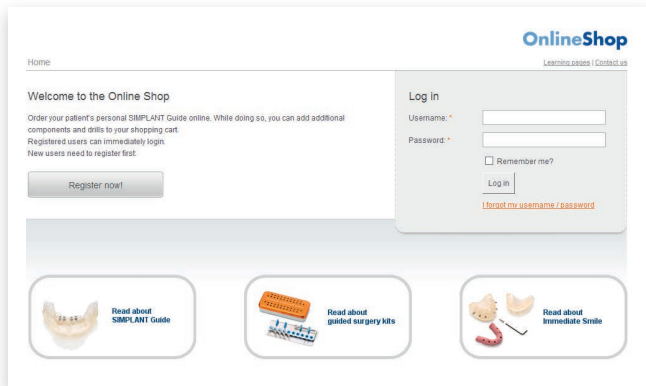 OnlineShop
Home
Learning pages | Contact us
Welcome to the Online Shop
Order your patient's personal SIMPLANT Guide online. While doing so, you can add additional
components and drills to your shopping cart.
Registered users can immediately login.
New users need to register first.
Register now!
Log in
Username: *
Password: *
Remember me?
Log in
I forgot my username / password
Read about
SIMPLANT Guide
Read about
guided surgery kits
Read about
Immediate Smile